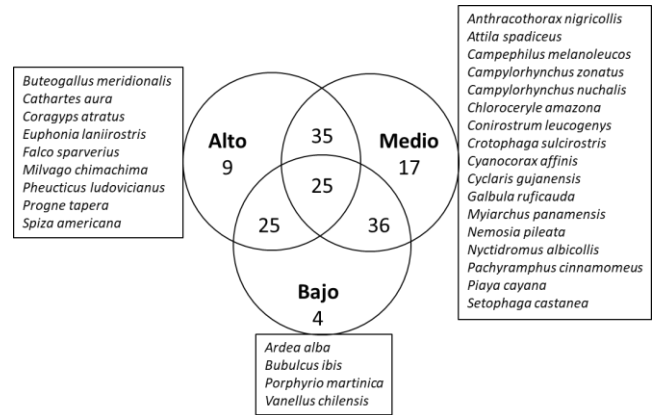 Buteogallus meridionalis
Cathartes aura
Coragyps atratus
Euphonia laniirostris
Falco sparverius
Milvago chimachima
Pheucticus ludovicianus
Progne tapera
Spiza americana
Alto
9
35
Medio
17
25
25
36
Bajo
4
Anthracothorax nigricollis
Attila spadiceus
Campephilus melanoleucos
Campylorhynchus zonatus
Campylorhynchus nuchalis
Chloroceryle amazona
Conirostrum leucogenys
Crotophaga sulcirostris
Cyanocorax affinis
Cyclaris gujanensis
Galbula ruficauda
Myiarchus panamensis
Nemosia pileata
Nyctidromus albicollis
Pachyramphus cinnamomeus
Piaya cayana
Setophaga castanea
Ardea alba
Bubulcus ibis
Porphyrio martinica
Vanellus chilensis